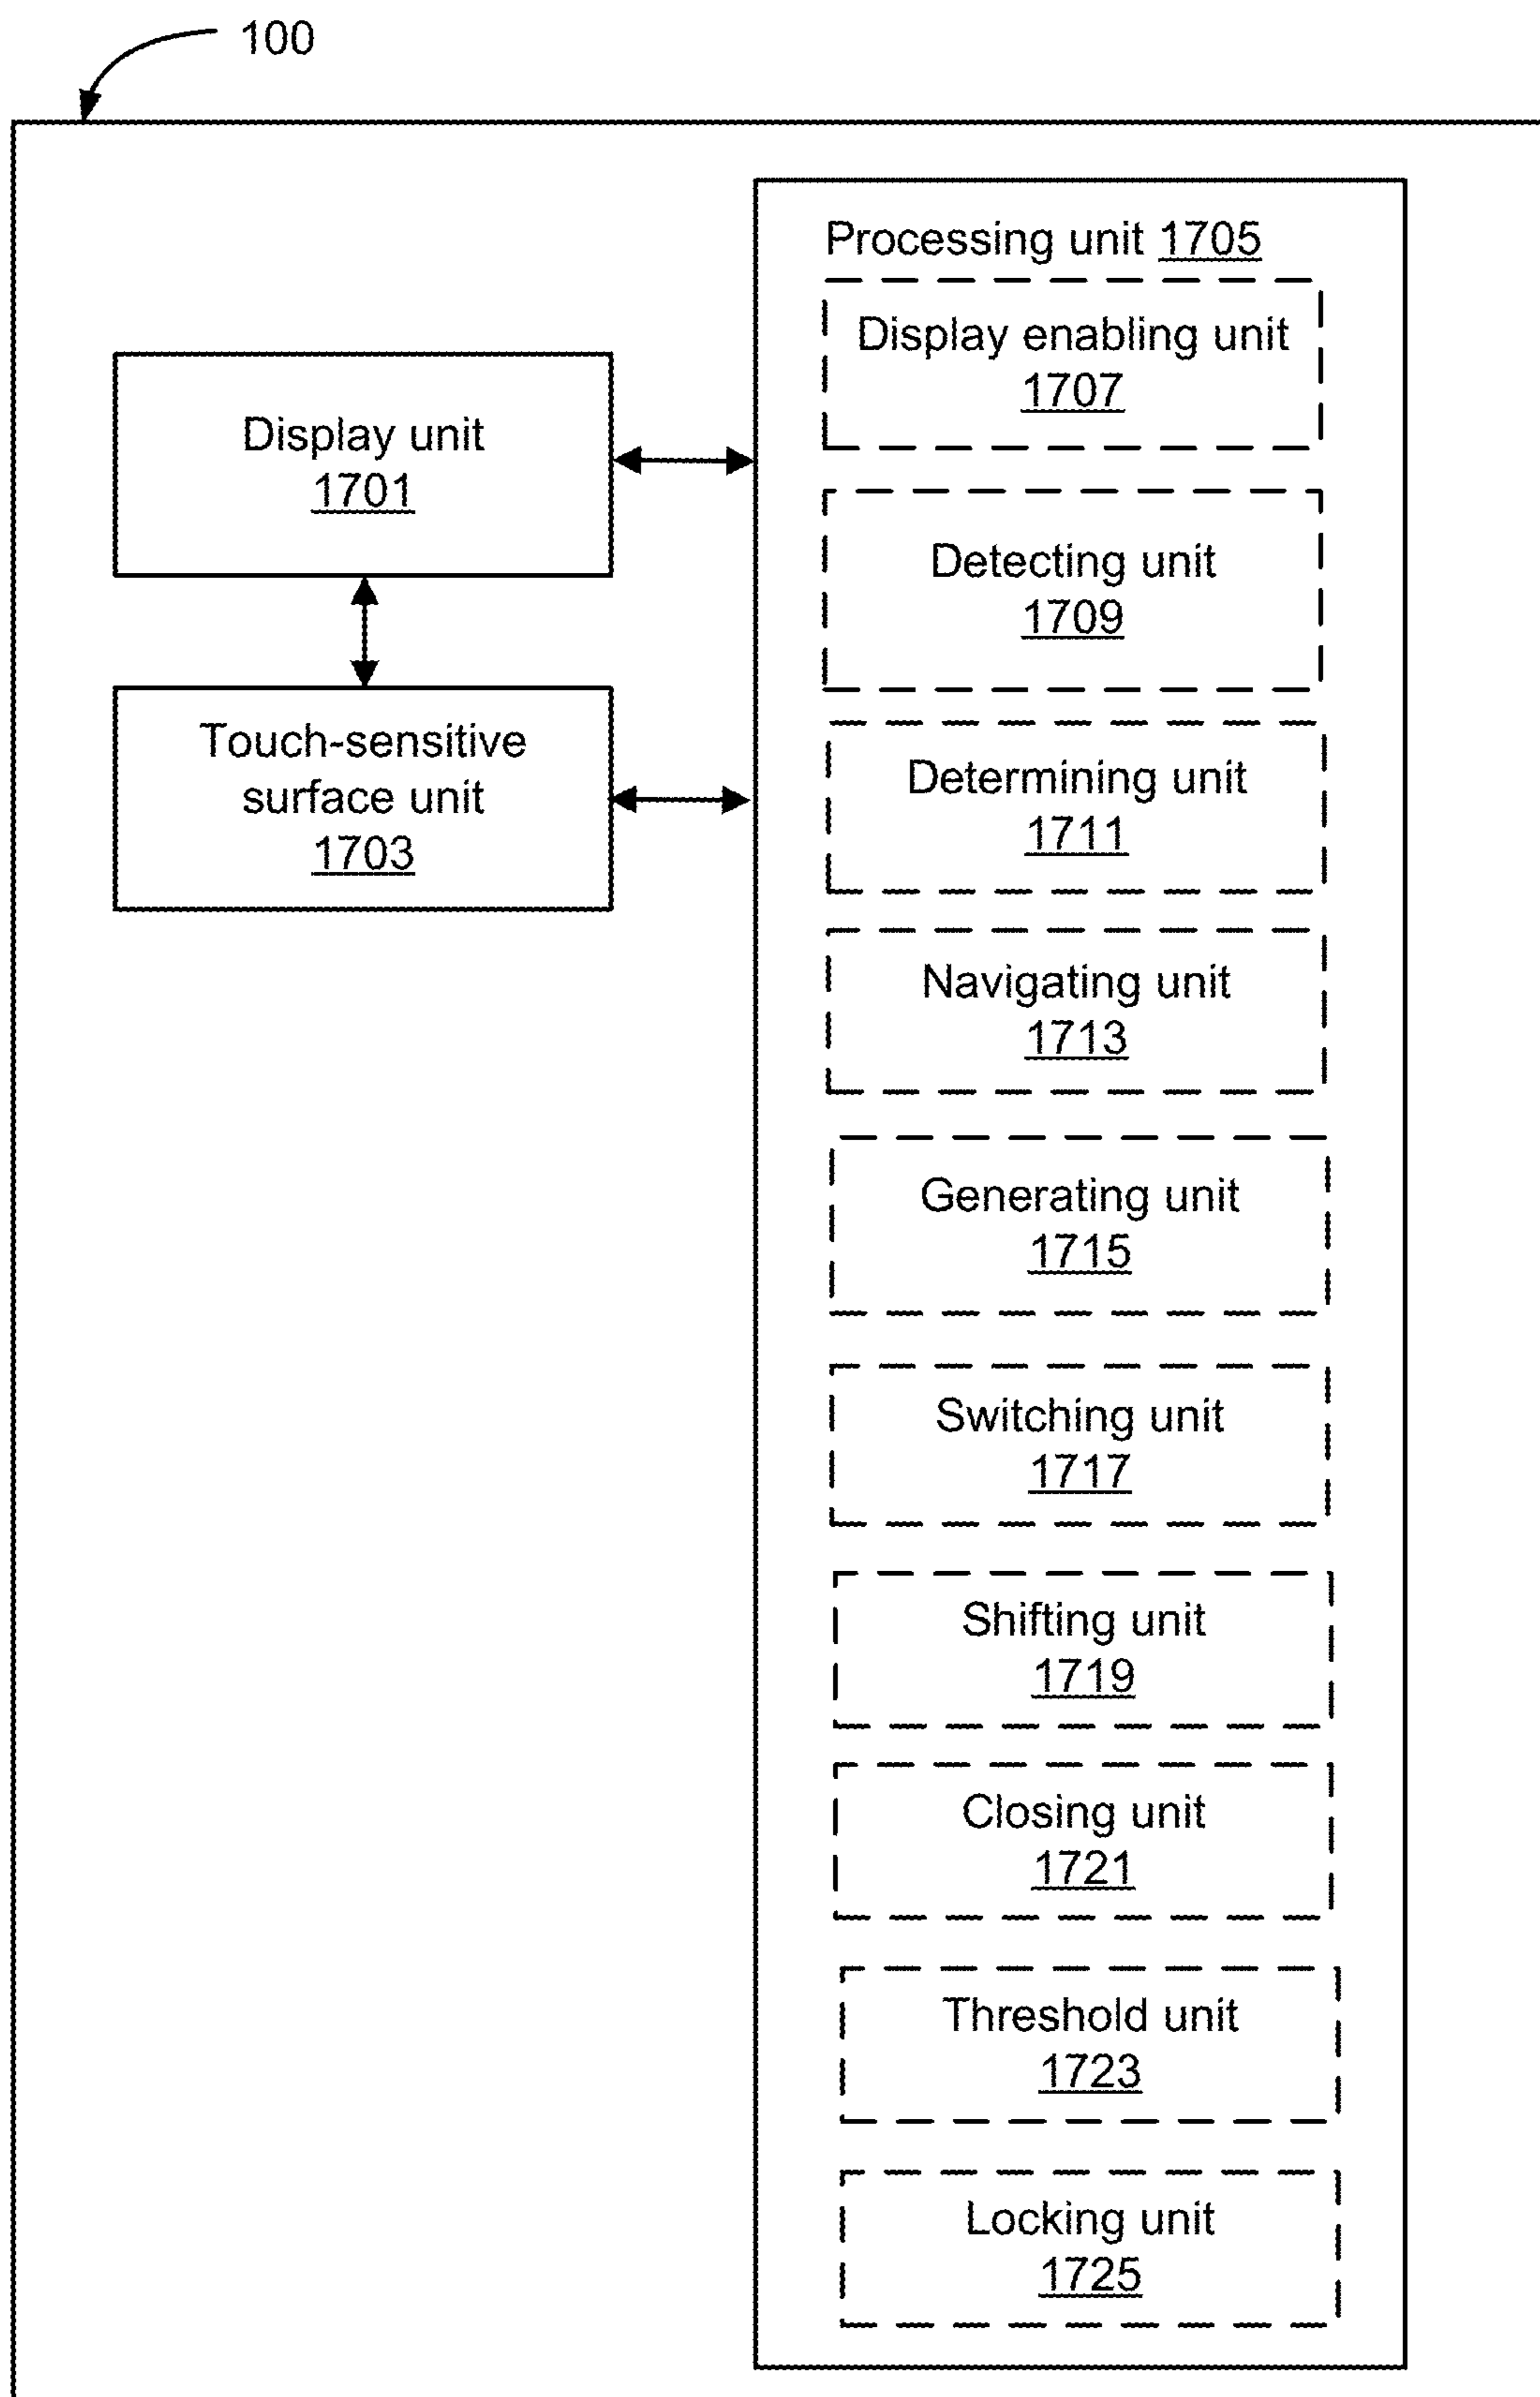 100
Display unit
1701
Touch-sensitive
surface unit
1703
Processing unit 1705
Display enabling unit
1707
Detecting unit
1709
Determining unit
1711
Navigating unit
1713
Generating unit
1715
Switching unit
1717
Shifting unit
1719
Closing unit
1721
Threshold unit
1723
Locking unit
1725